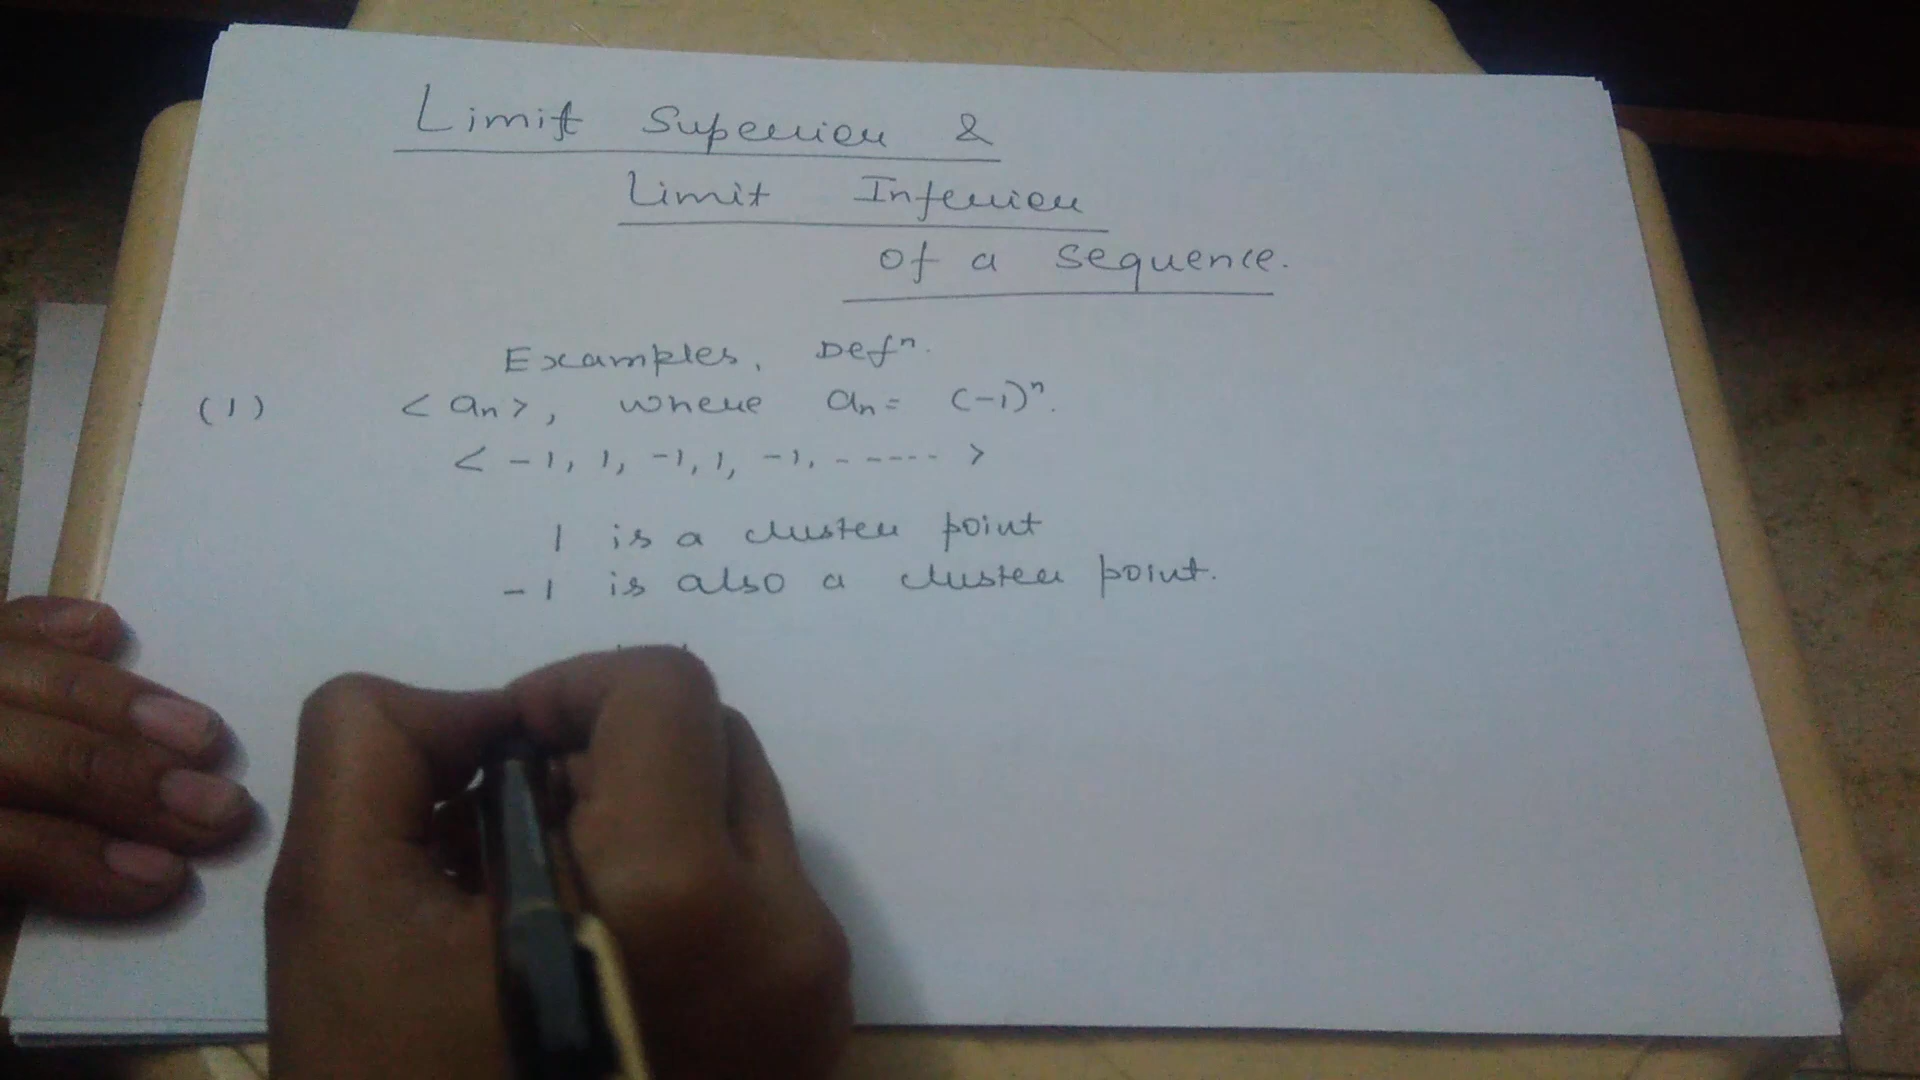 Limit Superior &
Limit Inferior
of a sequence.
Examples, Defⁿ.
(1) < aₙ >, where aₙ = (-1)ⁿ.
< -1, 1, -1, 1, -1, ------ >
1 is a cluster point
-1 is also a cluster point.